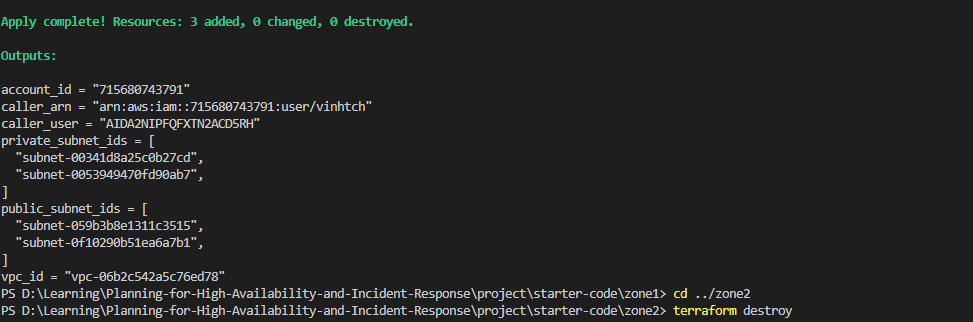 Apply complete! Resources: 3 added, 0 changed, 0 destroyed.
Outputs:
account_id = "715680743791"
caller_arn = "arn:aws:iam::715680743791:user/vinhtch"
caller_user = "AIDA2NIPFQFXTN2ACD5RH"
private_subnet_ids = [
  "subnet-00341d8a25c0b27cd",
  "subnet-0053949470fd90ab7",
]
public_subnet_ids = [
  "subnet-059b3b8e1311c3515",
  "subnet-0f10290b51ea6a7b1",
]
vpc_id = "vpc-06b2c542a5c76ed78"
PS D:\Learning\Planning-for-High-Availability-and-Incident-Response\project\starter-code\zone1> cd ../zone2
PS D:\Learning\Planning-for-High-Availability-and-Incident-Response\project\starter-code\zone2> terraform destroy